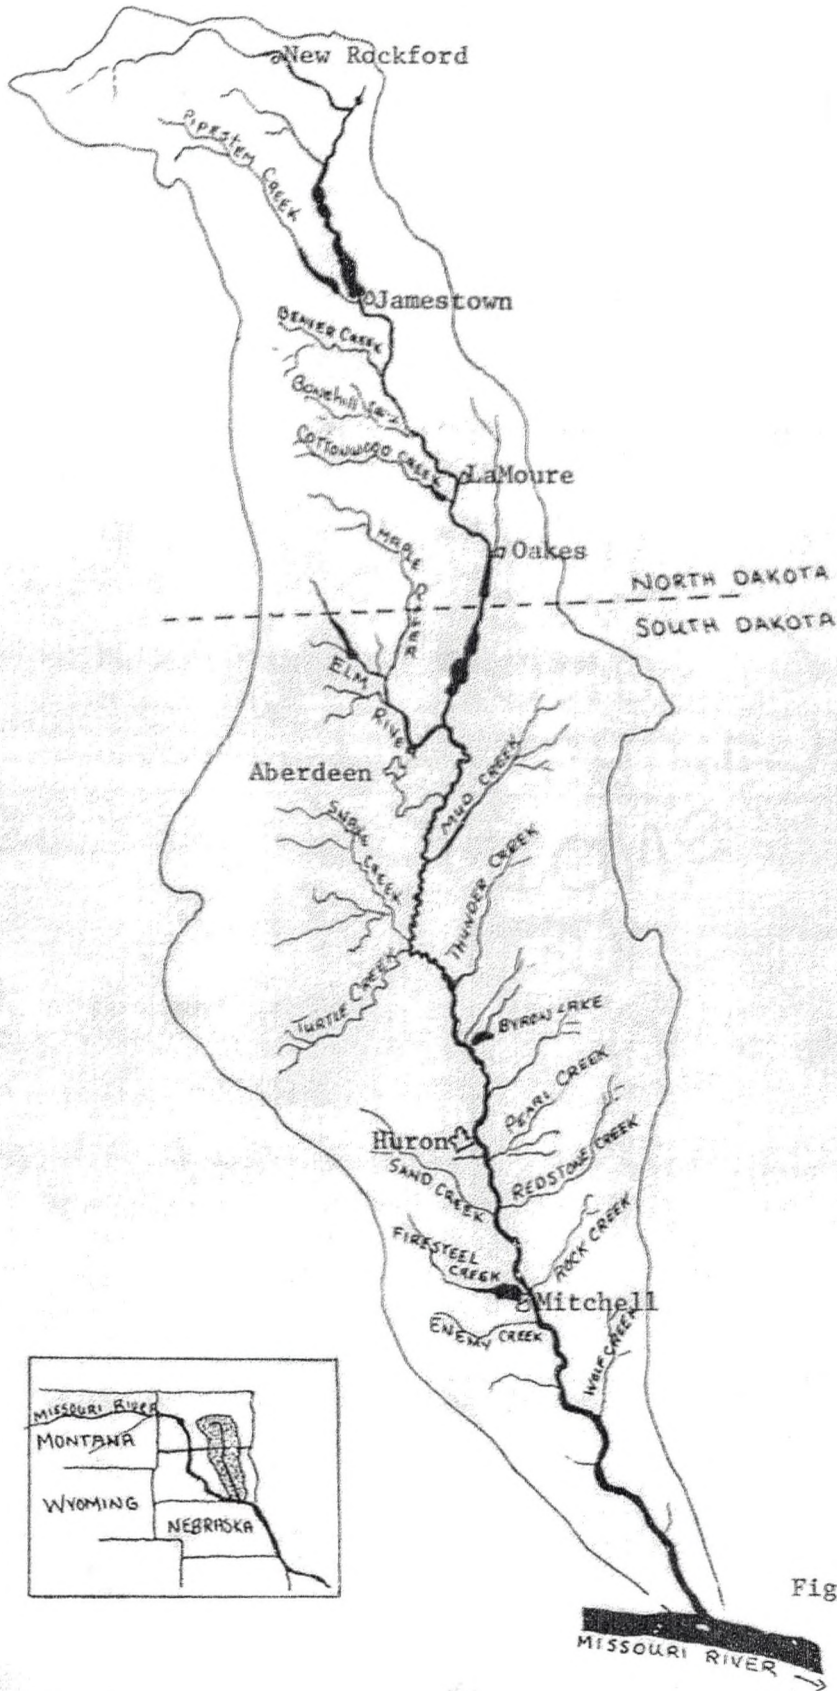 New Rockford
PIPESTEM CREEK
Jamestown
BEAVER CREEK
Bonehill
COTTONWOOD CREEK
LaMoure
MAPLE RIVER
Oakes
NORTH DAKOTA
SOUTH DAKOTA
ELM RIVER
Aberdeen
MUD CREEK
SNAKE CREEK
THUNDER CREEK
TURTLE CREEK
BYRON LAKE
PEARL CREEK
Huron
SAND CREEK
REDSTONE CREEK
FIRESTEEL CREEK
ROCK CREEK
Mitchell
ENEMY CREEK
WOLF CREEK
MISSOURI RIVER
MONTANA
WYOMING
NEBRASKA
Fig
MISSOURI RIVER